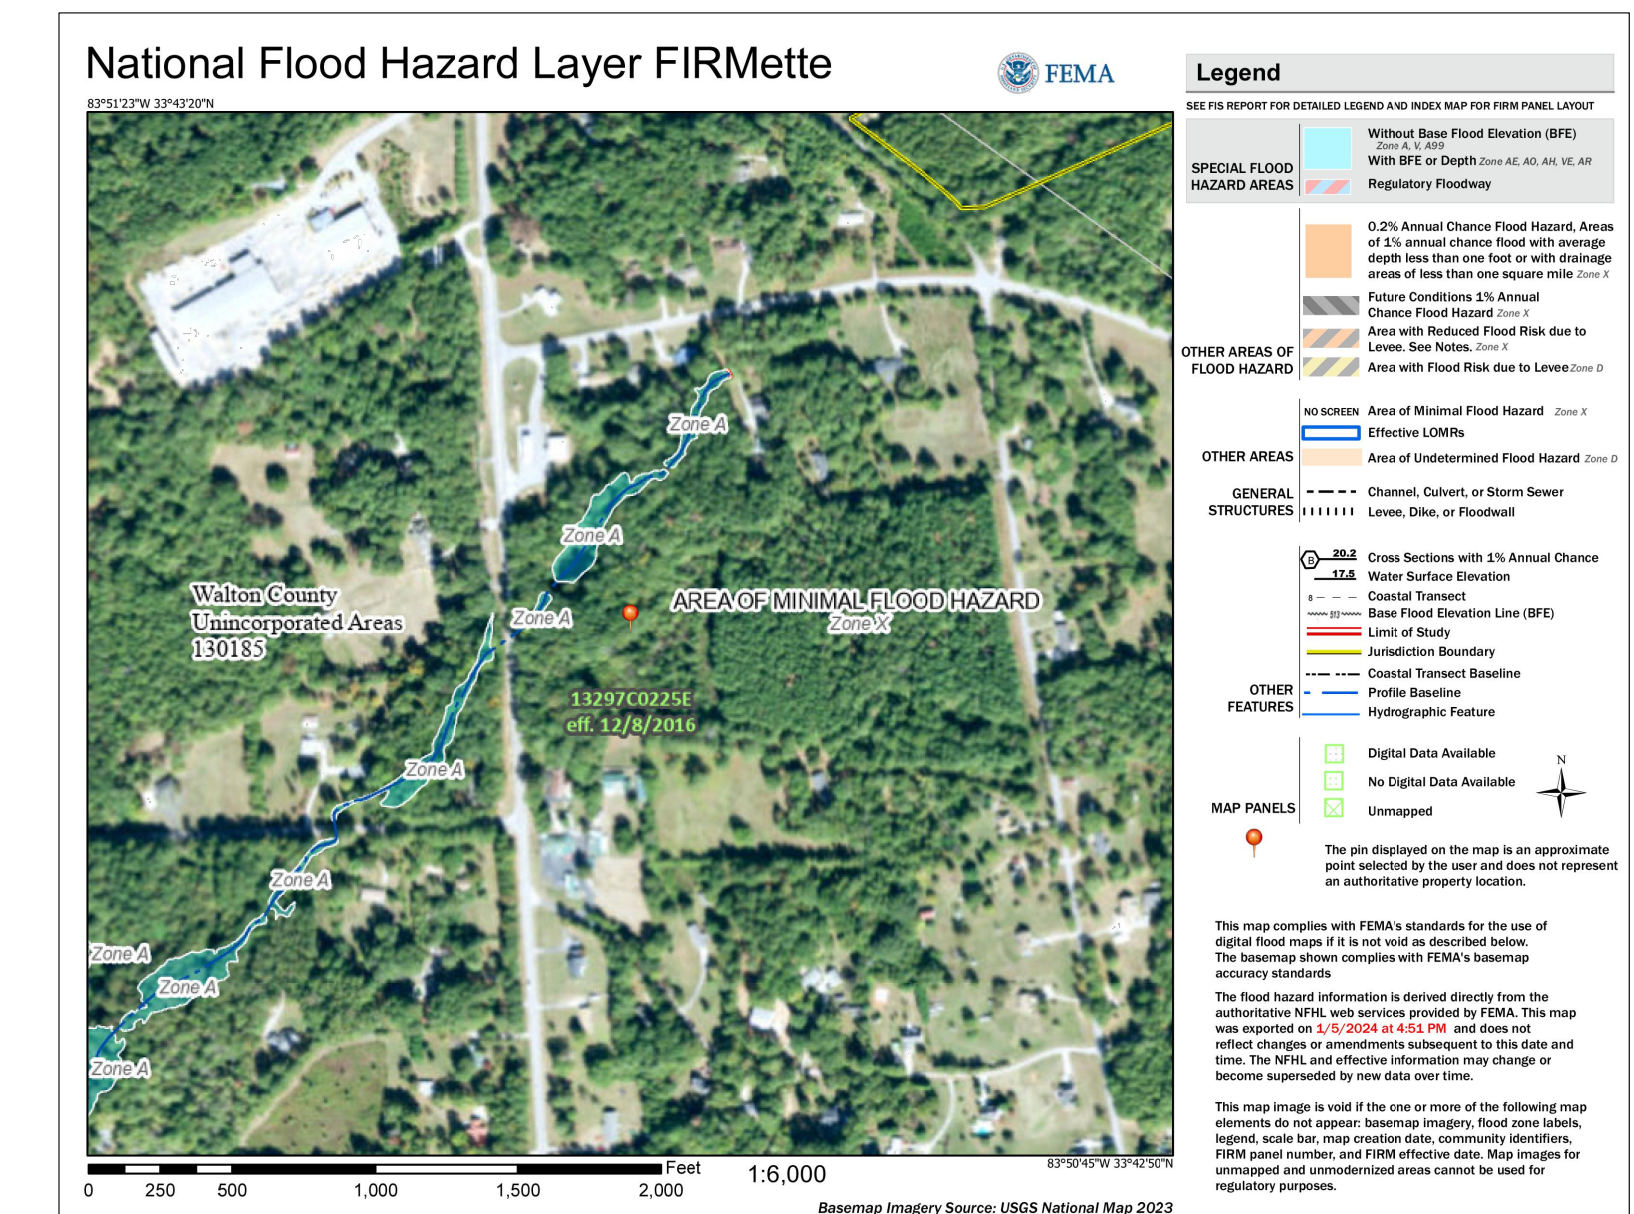 National Flood Hazard Layer FIRMette
FEMA
83°51'23"W 33°43'20"N
Zone A
Zone A
Zone A
Walton County
Unincorporated Areas
130185
AREA OF MINIMAL FLOOD HAZARD
Zone X
13297C0225E
eff. 12/8/2016
Zone A
Zone A
Zone A
Zone A
Zone A
83°50'45"W 33°42'50"N
Feet
1:6,000
0 250 500 1,000 1,500 2,000
Basemap Imagery Source: USGS National Map 2023
Legend
SEE FIS REPORT FOR DETAILED LEGEND AND INDEX MAP FOR FIRM PANEL LAYOUT
SPECIAL FLOOD
HAZARD AREAS
Without Base Flood Elevation (BFE)
Zone A, V, A99
With BFE or Depth Zone AE, AO, AH, VE, AR
Regulatory Floodway
OTHER AREAS OF
FLOOD HAZARD
0.2% Annual Chance Flood Hazard, Areas
of 1% annual chance flood with average
depth less than one foot or with drainage
areas of less than one square mile Zone X
Future Conditions 1% Annual
Chance Flood Hazard Zone X
Area with Reduced Flood Risk due to
Levee. See Notes. Zone X
Area with Flood Risk due to Levee Zone D
OTHER AREAS
NO SCREEN Area of Minimal Flood Hazard Zone X
Effective LOMRs
Area of Undetermined Flood Hazard Zone D
GENERAL
STRUCTURES
Channel, Culvert, or Storm Sewer
Levee, Dike, or Floodwall
OTHER
FEATURES
B 20.2 Cross Sections with 1% Annual Chance
17.5 Water Surface Elevation
8 Coastal Transect
513 Base Flood Elevation Line (BFE)
Limit of Study
Jurisdiction Boundary
Coastal Transect Baseline
Profile Baseline
Hydrographic Feature
MAP PANELS
Digital Data Available
No Digital Data Available
Unmapped
N
The pin displayed on the map is an approximate
point selected by the user and does not represent
an authoritative property location.
This map complies with FEMA's standards for the use of
digital flood maps if it is not void as described below.
The basemap shown complies with FEMA's basemap
accuracy standards
The flood hazard information is derived directly from the
authoritative NFHL web services provided by FEMA. This map
was exported on 1/5/2024 at 4:51 PM and does not
reflect changes or amendments subsequent to this date and
time. The NFHL and effective information may change or
become superseded by new data over time.
This map image is void if the one or more of the following map
elements do not appear: basemap imagery, flood zone labels,
legend, scale bar, map creation date, community identifiers,
FIRM panel number, and FIRM effective date. Map images for
unmapped and unmodernized areas cannot be used for
regulatory purposes.